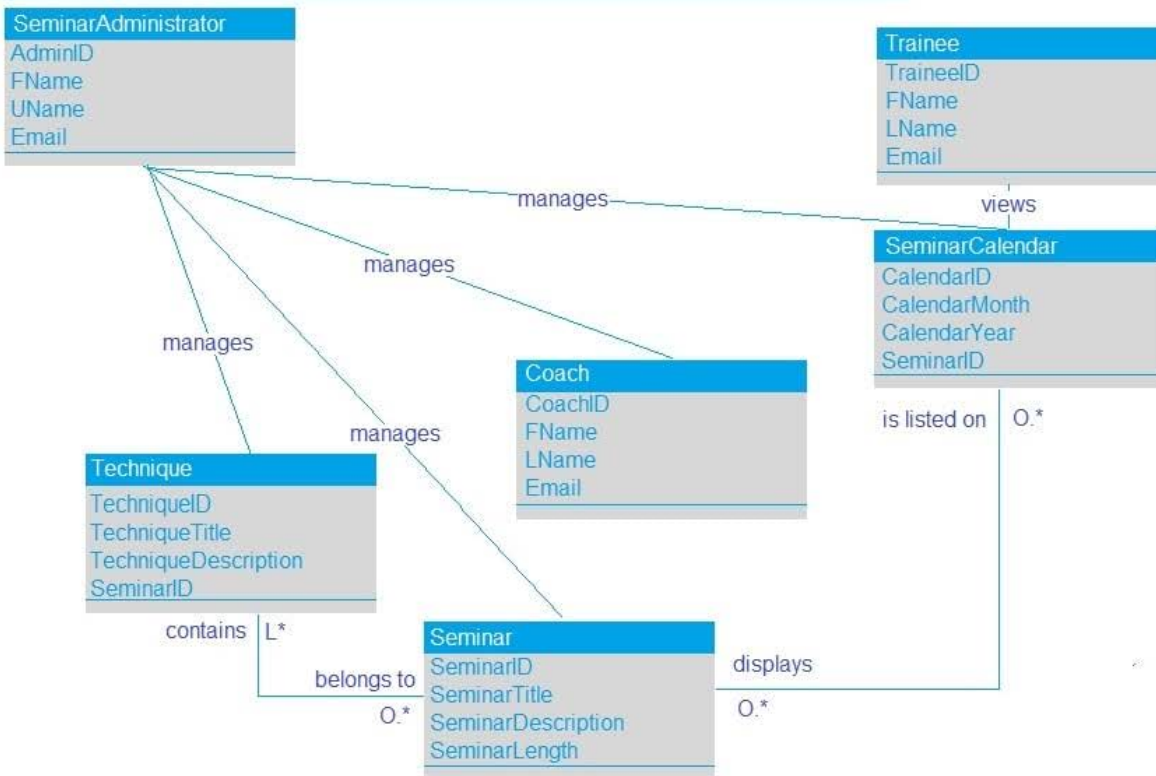 SeminarAdministrator
AdminID
FName
UName
Email
Trainee
TraineeID
FName
LName
Email
manages
views
SeminarCalendar
CalendarID
CalendarMonth
CalendarYear
SeminarID
manages
manages
Coach
CoachID
FName
LName
Email
is listed on O.*
manages
Technique
TechniqueID
TechniqueTitle
TechniqueDescription
SeminarID
contains L*
belongs to
O.*
Seminar
SeminarID
SeminarTitle
SeminarDescription
SeminarLength
displays
O.*